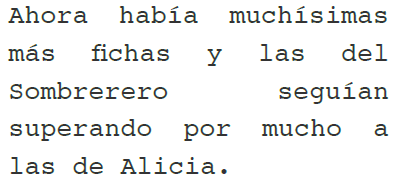 Ahora había muchísimas
más fichas y las del
Sombrerero seguían
superando por mucho a
las de Alicia.